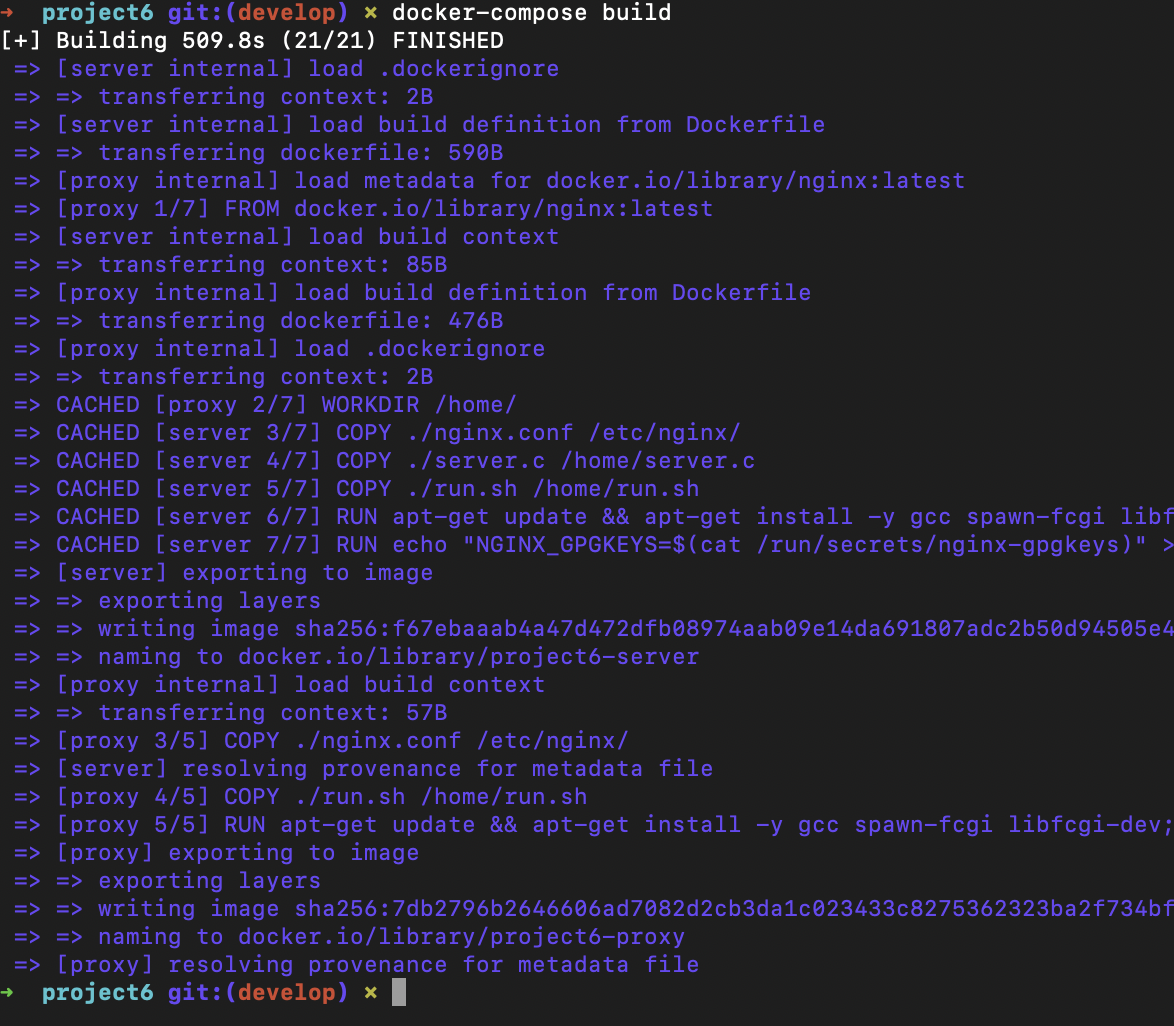 →  project6 git:(develop) × docker-compose build
[+] Building 509.8s (21/21) FINISHED
 => [server internal] load .dockerignore
 => => transferring context: 2B
 => [server internal] load build definition from Dockerfile
 => => transferring dockerfile: 590B
 => [proxy internal] load metadata for docker.io/library/nginx:latest
 => [proxy 1/7] FROM docker.io/library/nginx:latest
 => [server internal] load build context
 => => transferring context: 85B
 => [proxy internal] load build definition from Dockerfile
 => => transferring dockerfile: 476B
 => [proxy internal] load .dockerignore
 => => transferring context: 2B
 => CACHED [proxy 2/7] WORKDIR /home/
 => CACHED [server 3/7] COPY ./nginx.conf /etc/nginx/
 => CACHED [server 4/7] COPY ./server.c /home/server.c
 => CACHED [server 5/7] COPY ./run.sh /home/run.sh
 => CACHED [server 6/7] RUN apt-get update && apt-get install -y gcc spawn-fcgi libf
 => CACHED [server 7/7] RUN echo "NGINX_GPGKEYS=$(cat /run/secrets/nginx-gpgkeys)" >
 => [server] exporting to image
 => => exporting layers
 => => writing image sha256:f67ebaaab4a47d472dfb08974aab09e14da691807adc2b50d94505e4
 => => naming to docker.io/library/project6-server
 => [proxy internal] load build context
 => => transferring context: 57B
 => [proxy 3/5] COPY ./nginx.conf /etc/nginx/
 => [server] resolving provenance for metadata file
 => [proxy 4/5] COPY ./run.sh /home/run.sh
 => [proxy 5/5] RUN apt-get update && apt-get install -y gcc spawn-fcgi libfcgi-dev;
 => [proxy] exporting to image
 => => exporting layers
 => => writing image sha256:7db2796b2646606ad7082d2cb3da1c023433c8275362323ba2f734bf
 => => naming to docker.io/library/project6-proxy
 => [proxy] resolving provenance for metadata file
→  project6 git:(develop) ×